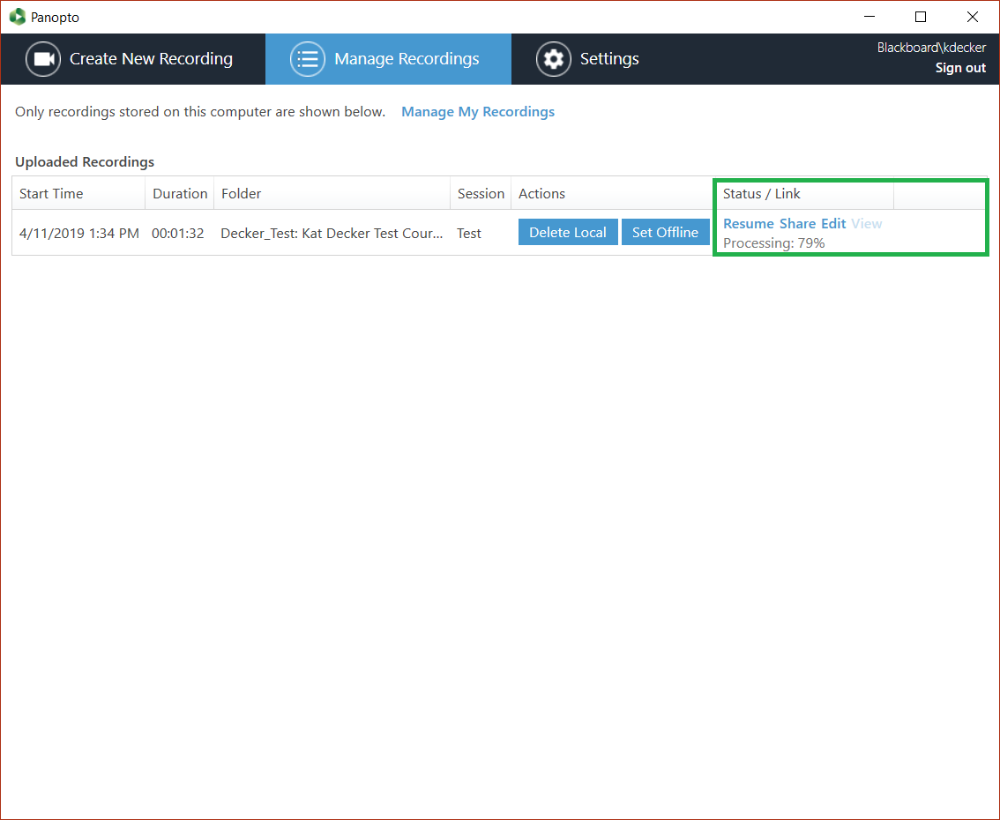 Panopto
Create New Recording Manage Recordings Settings Blackboard\kdecker
Sign out
Only recordings stored on this computer are shown below. Manage My Recordings
Uploaded Recordings
Start Time Duration Folder Session Actions Status / Link
4/11/2019 1:34 PM 00:01:32 Decker_Test: Kat Decker Test Cour... Test Delete Local Set Offline Resume Share Edit View
Processing: 79%